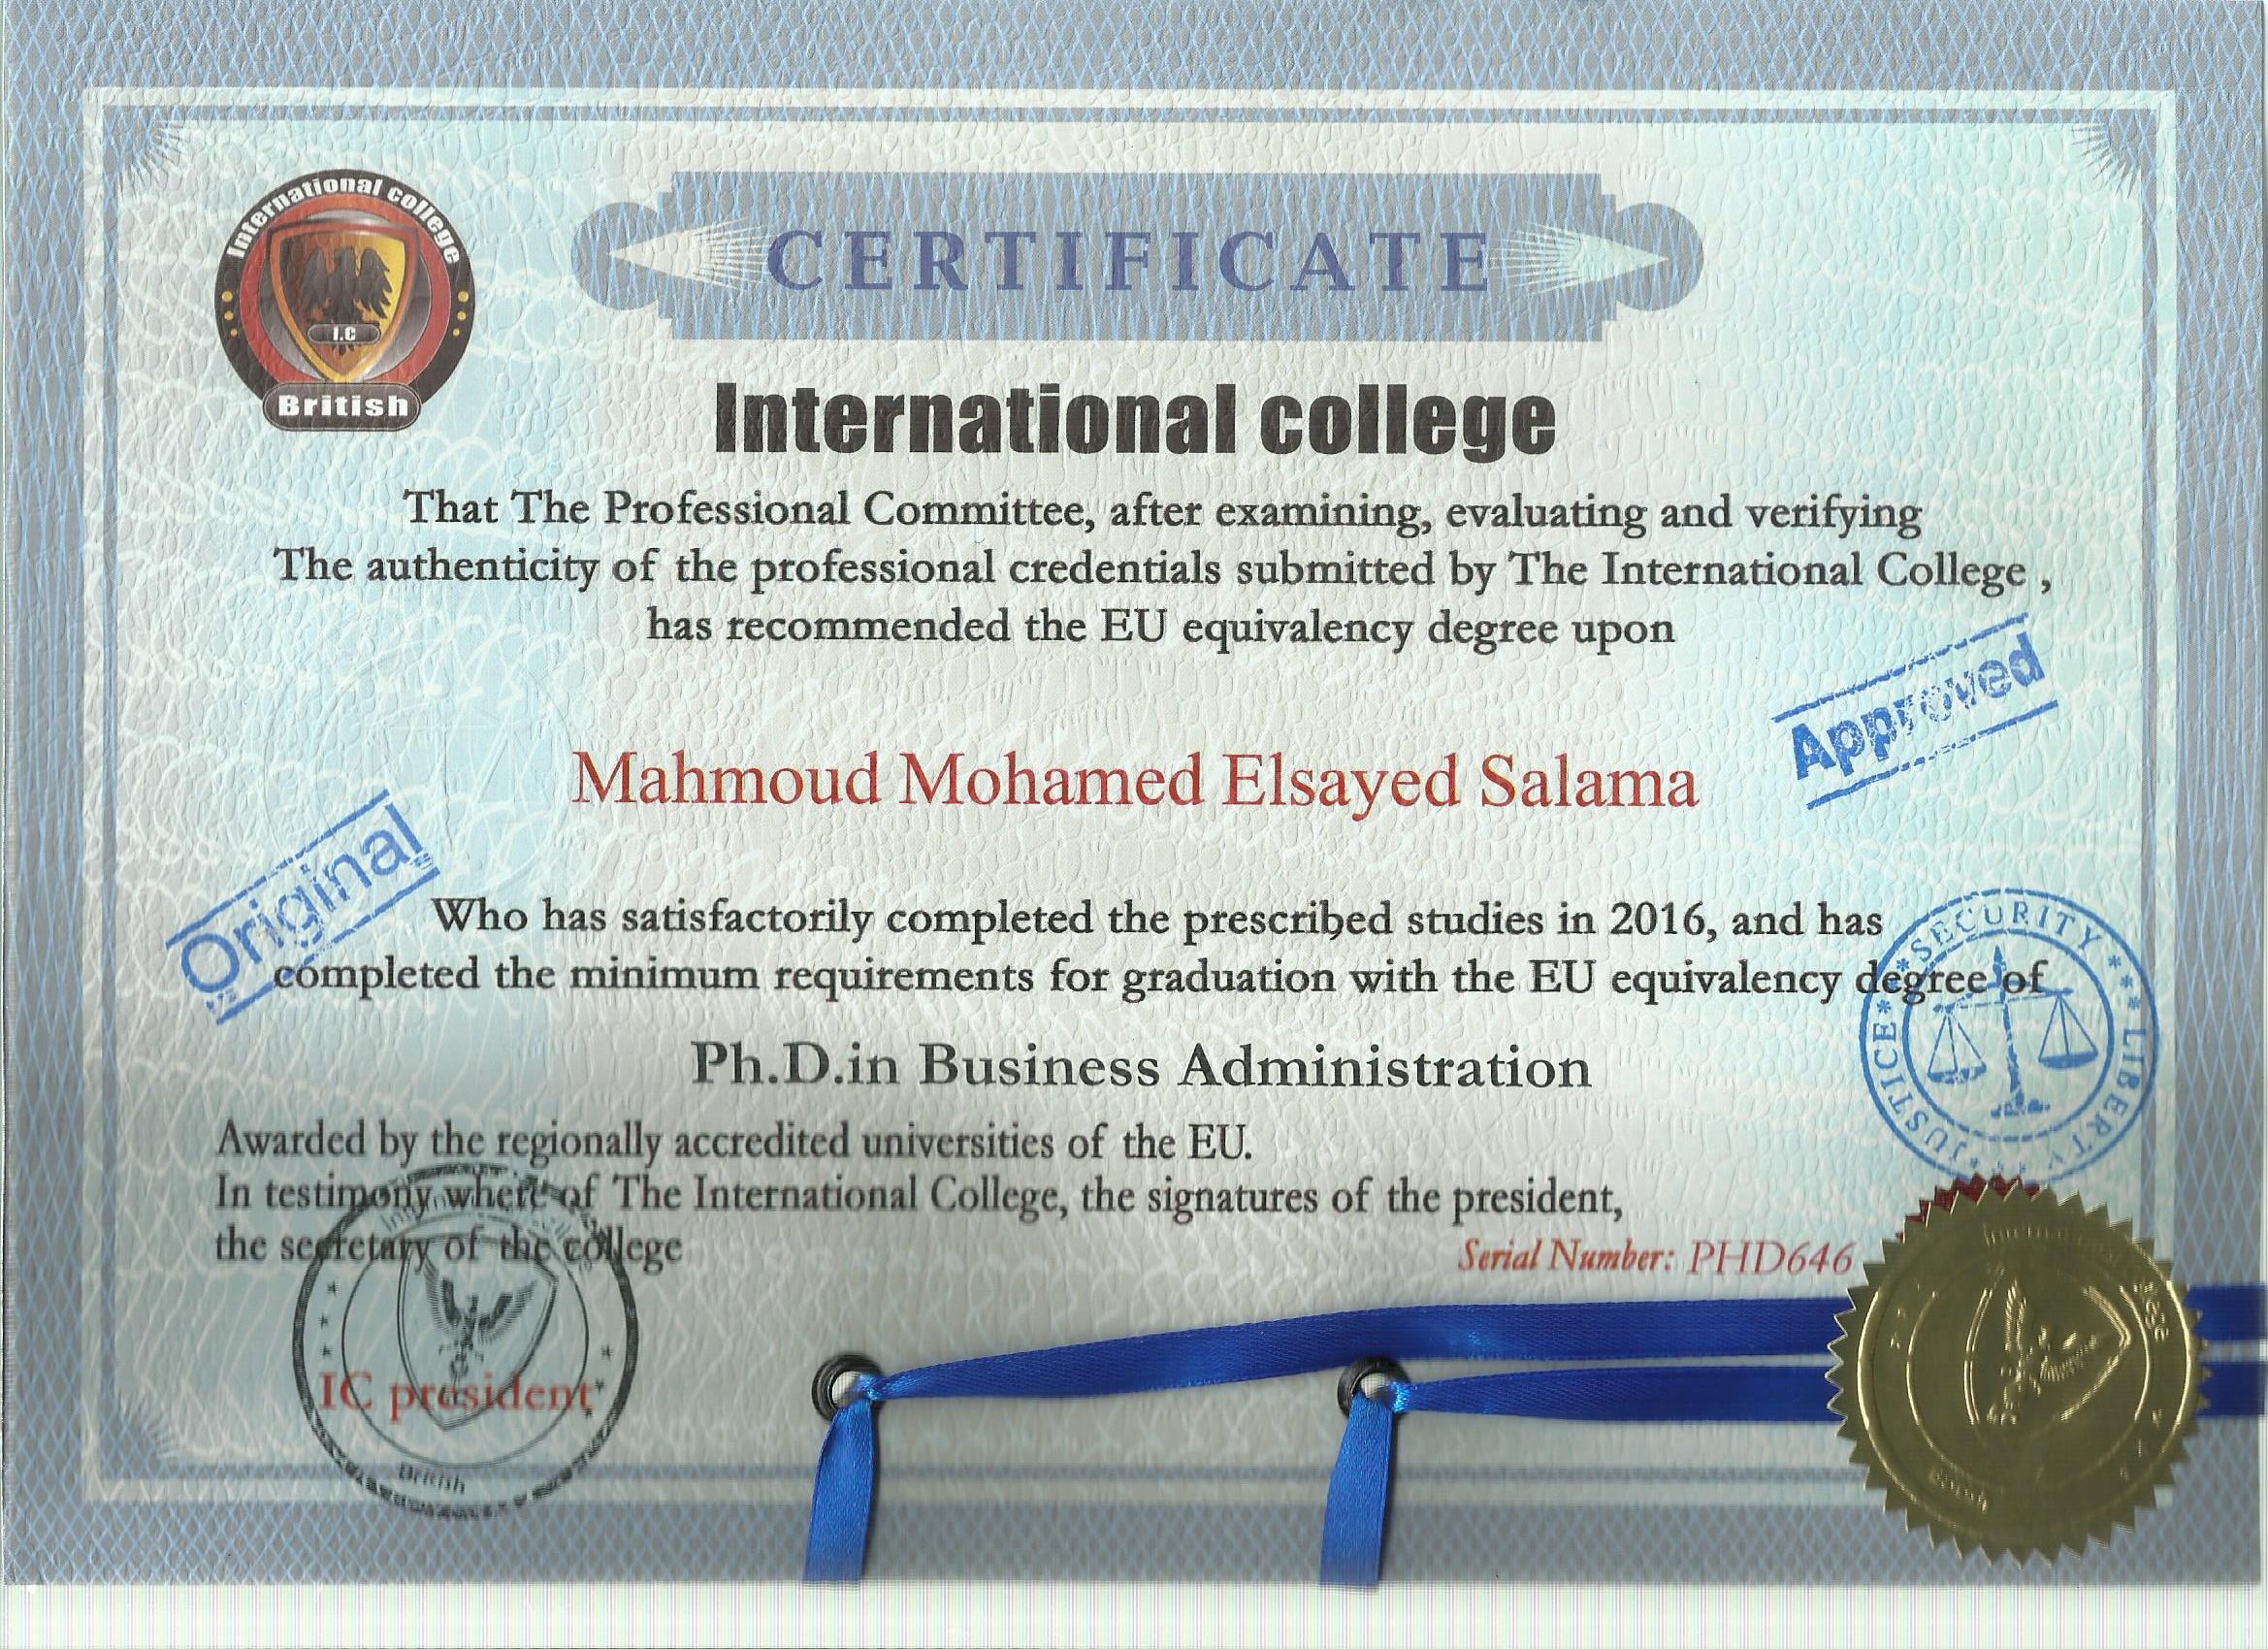 International college
I.C
British
CERTIFICATE
International college
That The Professional Committee, after examining, evaluating and verifying
The authenticity of the professional credentials submitted by The International College ,
has recommended the EU equivalency degree upon
Approved
Mahmoud Mohamed Elsayed Salama
Original
Who has satisfactorily completed the prescribed studies in 2016, and has
completed the minimum requirements for graduation with the EU equivalency degree of
*SECURITY***LIBERTY
JUSTICE*
Ph.D.in Business Administration
Awarded by the regionally accredited universities of the EU.
In testimony where of The International College, the signatures of the president,
the secretary of the college
Serial Number: PHD646
IC president
British
International
British